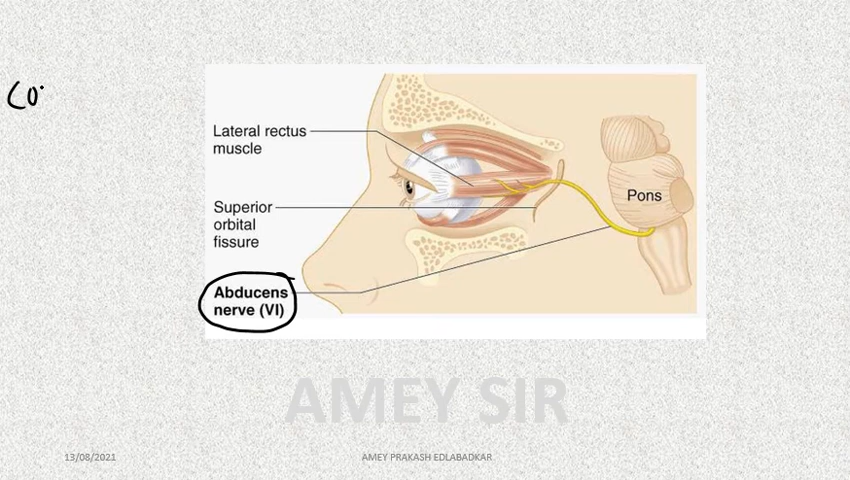 Lateral rectus
muscle
Pons
Superior
orbital
fissure
Abducens
nerve (VI)
AMEY SIR
13/08/2021
AMEY PRAKASH EDLABADKAR